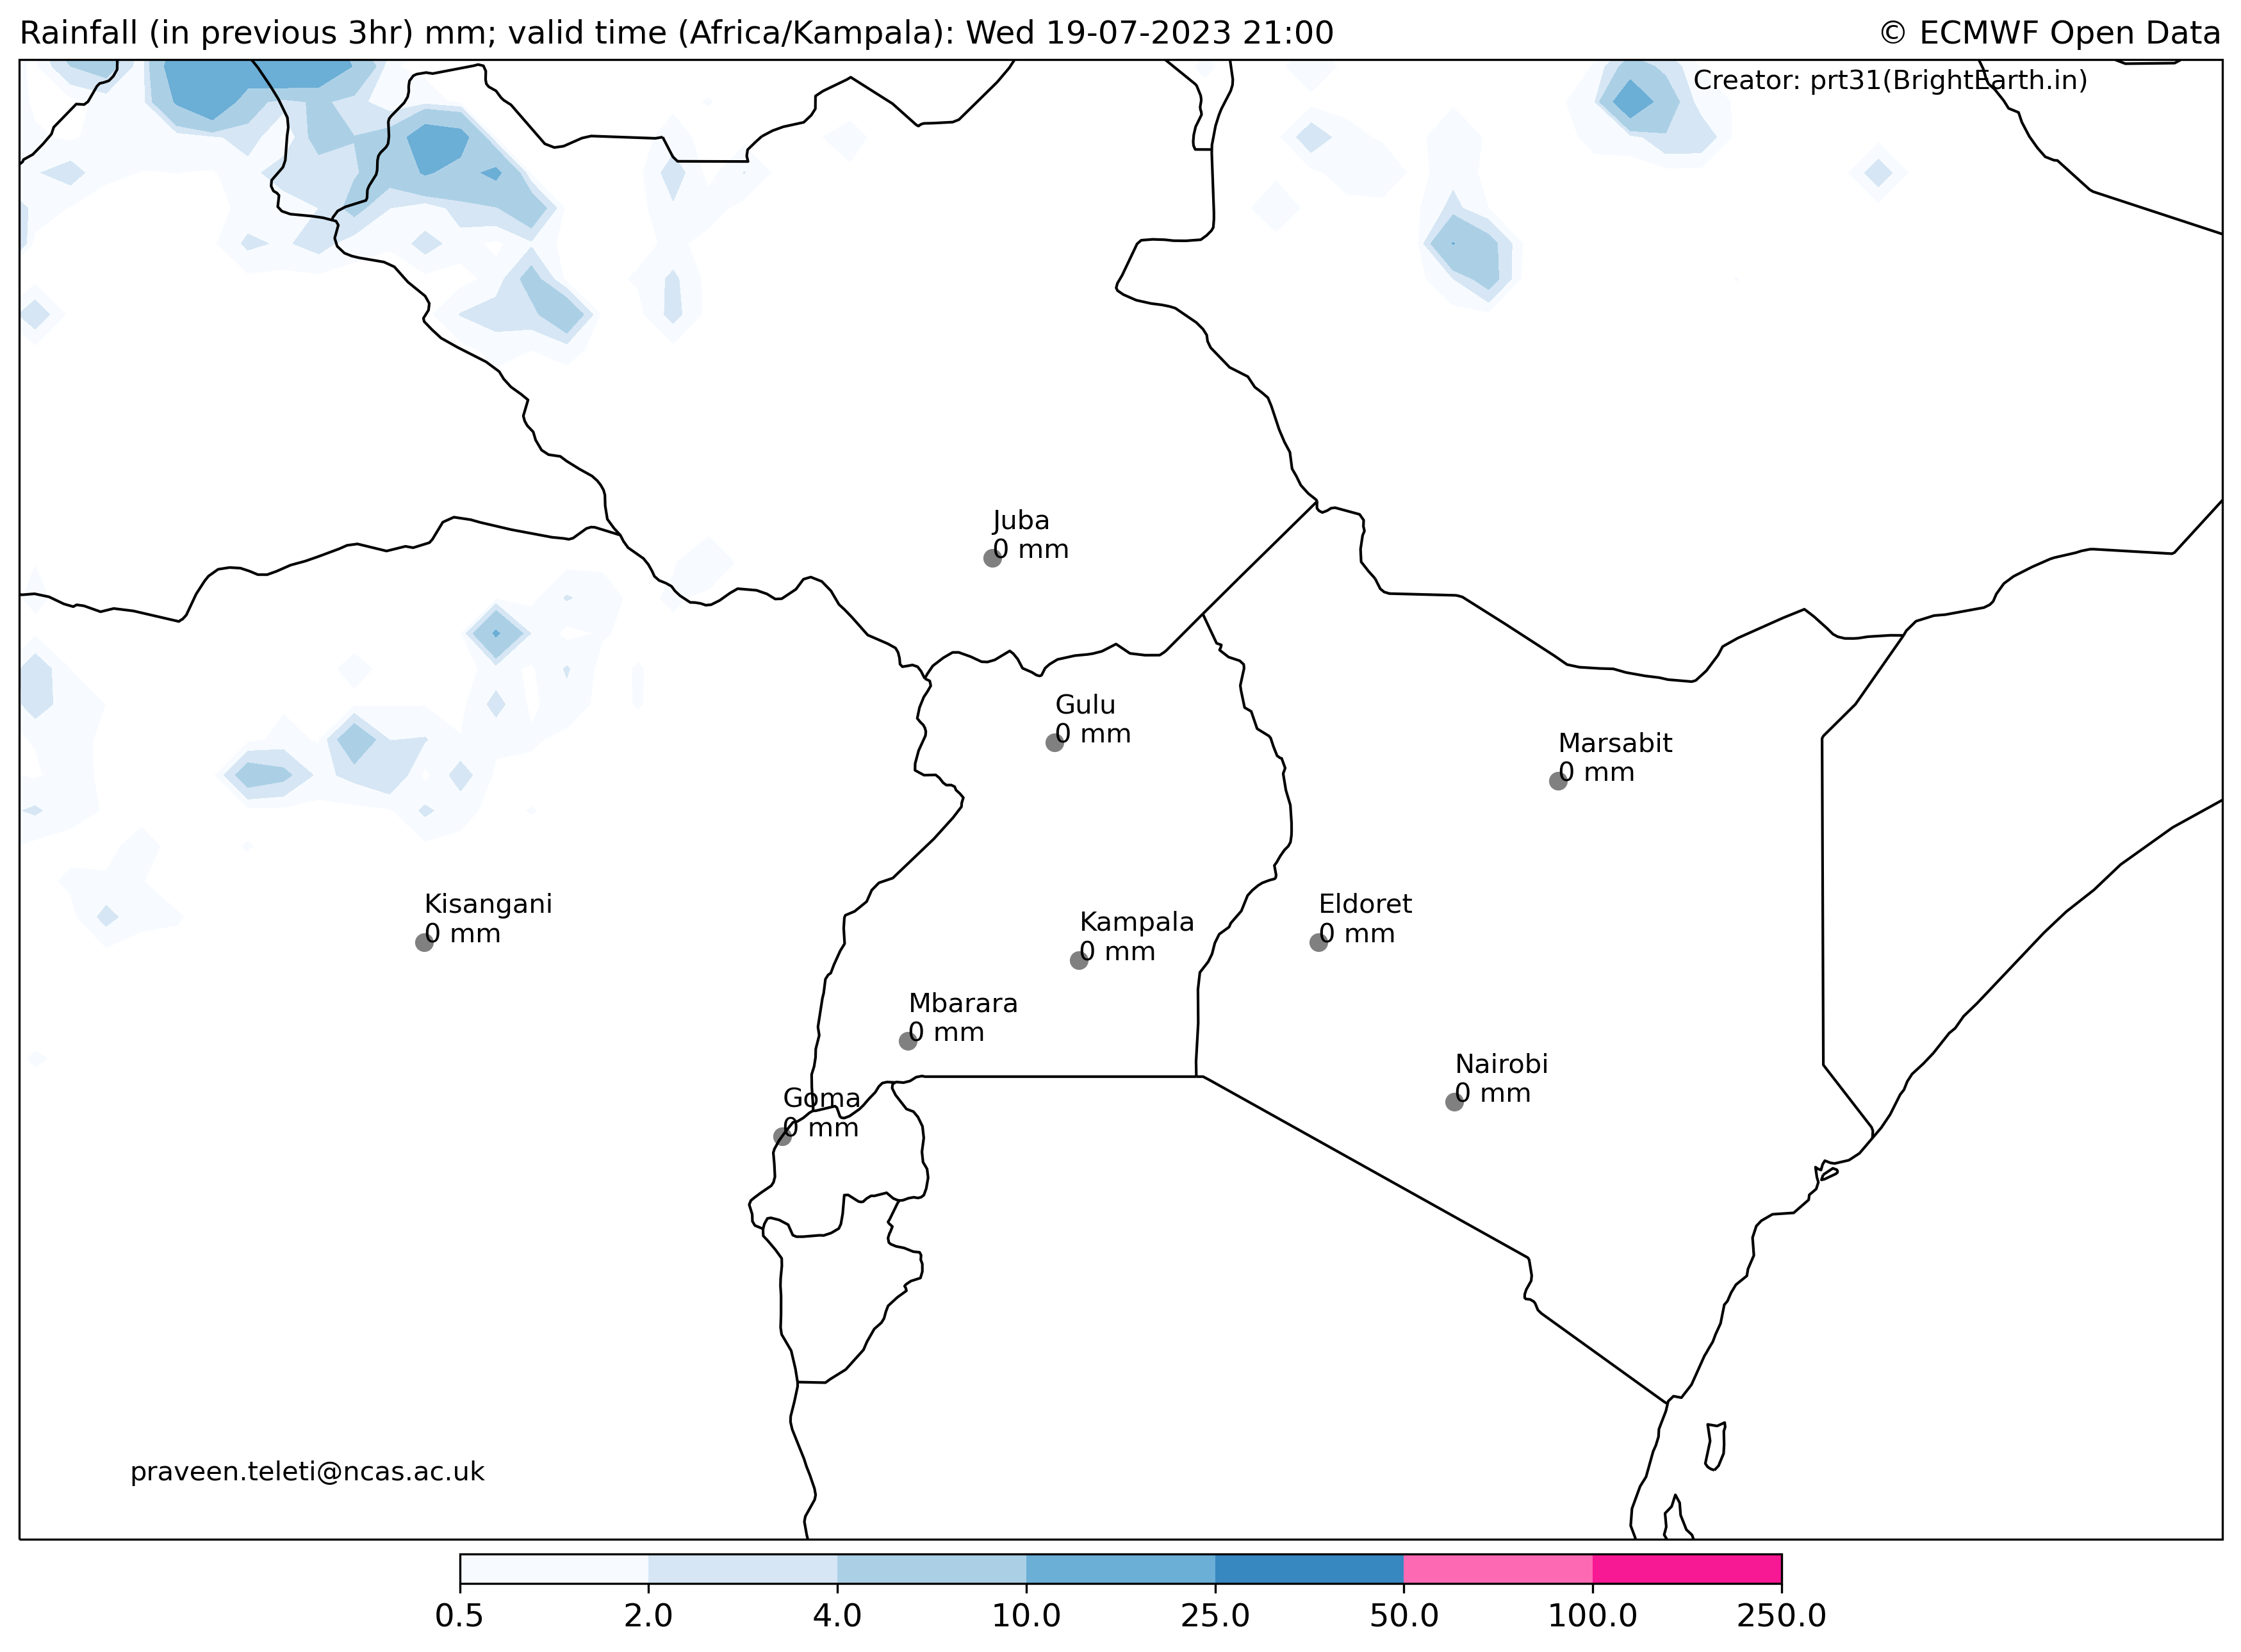 Rainfall (in previous 3hr) mm; valid time (Africa/Kampala): Wed 19-07-2023 21:00
© ECMWF Open Data
Creator: prt31(BrightEarth.in)
Juba
0 mm
Gulu
0 mm
Marsabit
0 mm
Kisangani
0 mm
Kampala
0 mm
Eldoret
0 mm
Mbarara
0 mm
Nairobi
0 mm
Goma
0 mm
praveen.teleti@ncas.ac.uk
0.5 2.0 4.0 10.0 25.0 50.0 100.0 250.0